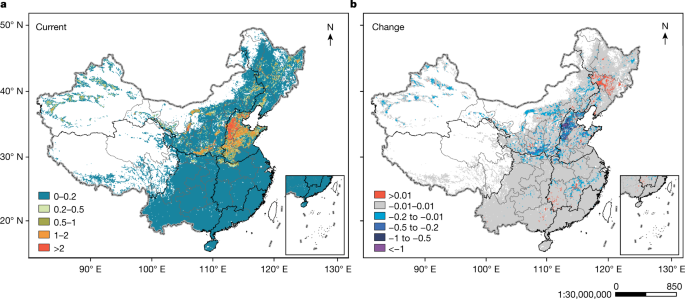 a
b
50° N
40° N
30° N
20° N
Current
N
0–0.2
0.2–0.5
0.5–1
1–2
>2
90° E
100° E
110° E
120° E
130° E
Change
N
>0.01
−0.01–0.01
−0.2 to −0.01
−0.5 to −0.2
−1 to −0.5
<−1
90° E
100° E
110° E
120° E
130° E
0
850
1:30,000,000